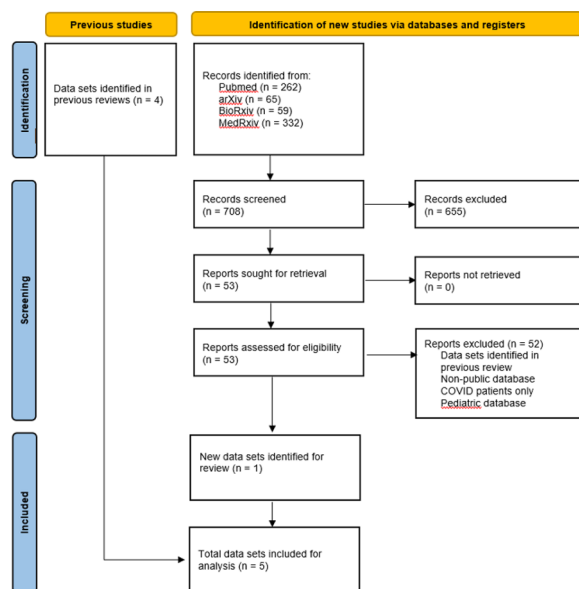 Previous studies
Identification of new studies via databases and registers
Identification
Data sets identified in
previous reviews (n = 4)
Records identified from:
Pubmed (n = 262)
arXiv (n = 65)
BioRxiv (n = 59)
MedRxiv (n = 332)
Screening
Records screened
(n = 708)
Records excluded
(n = 655)
Reports sought for retrieval
(n = 53)
Reports not retrieved
(n = 0)
Reports assessed for eligibility
(n = 53)
Reports excluded (n = 52)
Data sets identified in
previous review
Non-public database
COVID patients only
Pediatric database
Included
New data sets identified for
review (n = 1)
Total data sets included for
analysis (n = 5)